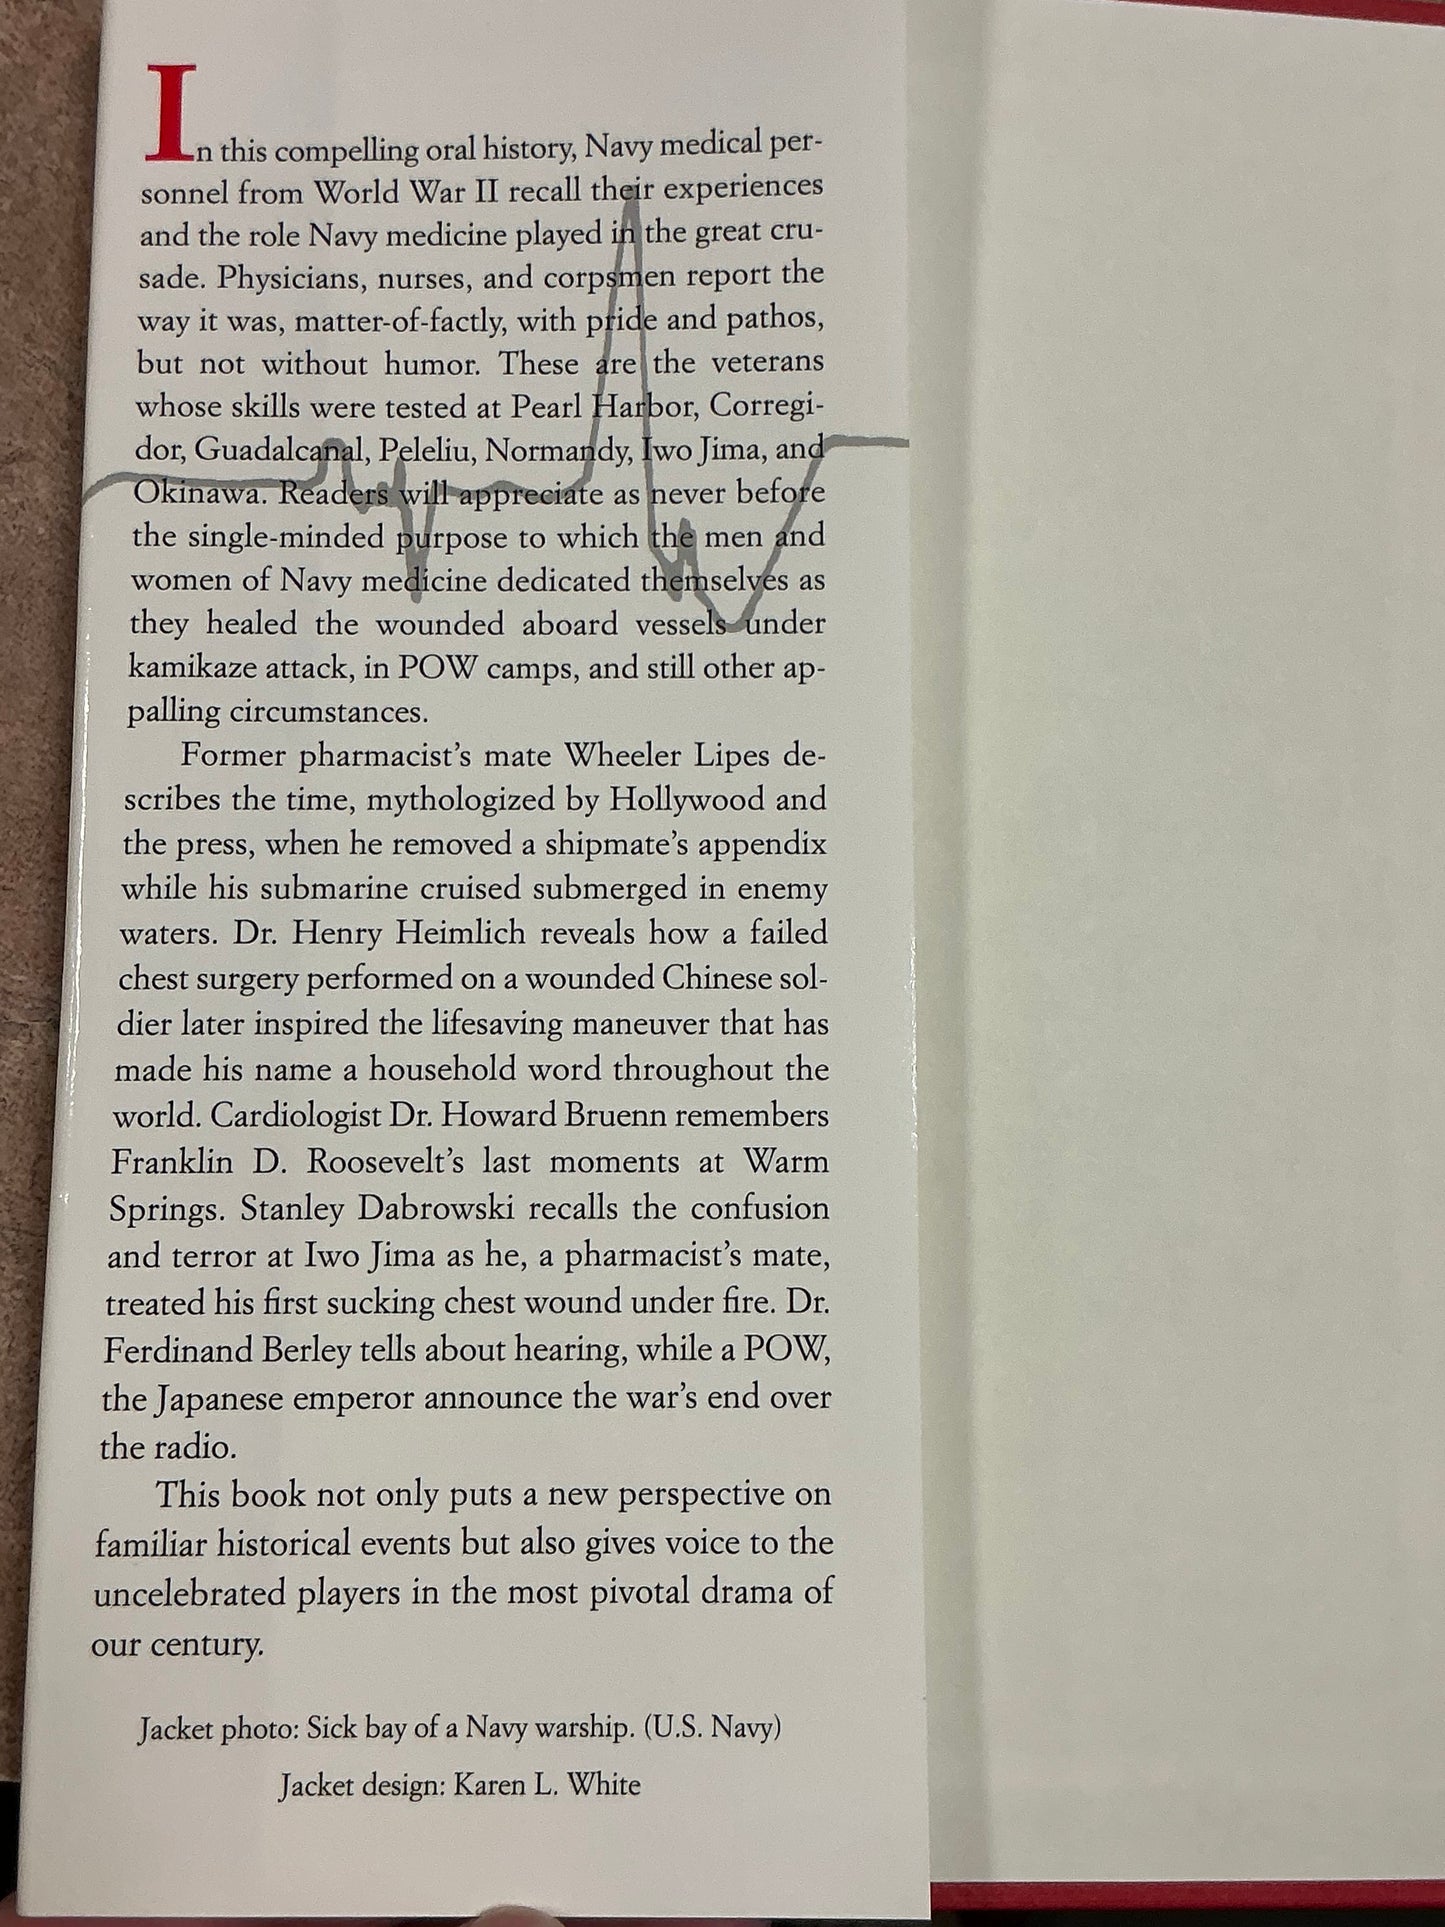 In this compelling oral history, Navy medical per-
sonnel from World War II recall their experiences
and the role Navy medicine played in the great cru-
sade. Physicians, nurses, and corpsmen report the
way it was, matter-of-factly, with pride and pathos,
but not without humor. These are the veterans
whose skills were tested at Pearl Harbor, Corregi-
dor, Guadalcanal, Peleliu, Normandy, Iwo Jima, and
Okinawa. Readers will appreciate as never before
the single-minded purpose to which the men and
women of Navy medicine dedicated themselves as
they healed the wounded aboard vessels under
kamikaze attack, in POW camps, and still other ap-
palling circumstances.
Former pharmacist's mate Wheeler Lipes de-
scribes the time, mythologized by Hollywood and
the press, when he removed a shipmate's appendix
while his submarine cruised submerged in enemy
waters. Dr. Henry Heimlich reveals how a failed
chest surgery performed on a wounded Chinese sol-
dier later inspired the lifesaving maneuver that has
made his name a household word throughout the
world. Cardiologist Dr. Howard Bruenn remembers
Franklin D. Roosevelt's last moments at Warm
Springs. Stanley Dabrowski recalls the confusion
and terror at Iwo Jima as he, a pharmacist's mate,
treated his first sucking chest wound under fire. Dr.
Ferdinand Berley tells about hearing, while a POW,
the Japanese emperor announce the war's end over
the radio.
This book not only puts a new perspective on
familiar historical events but also gives voice to the
uncelebrated players in the most pivotal drama of
our century.
Jacket photo: Sick bay of a Navy warship. (U.S. Navy)
Jacket design: Karen L. White